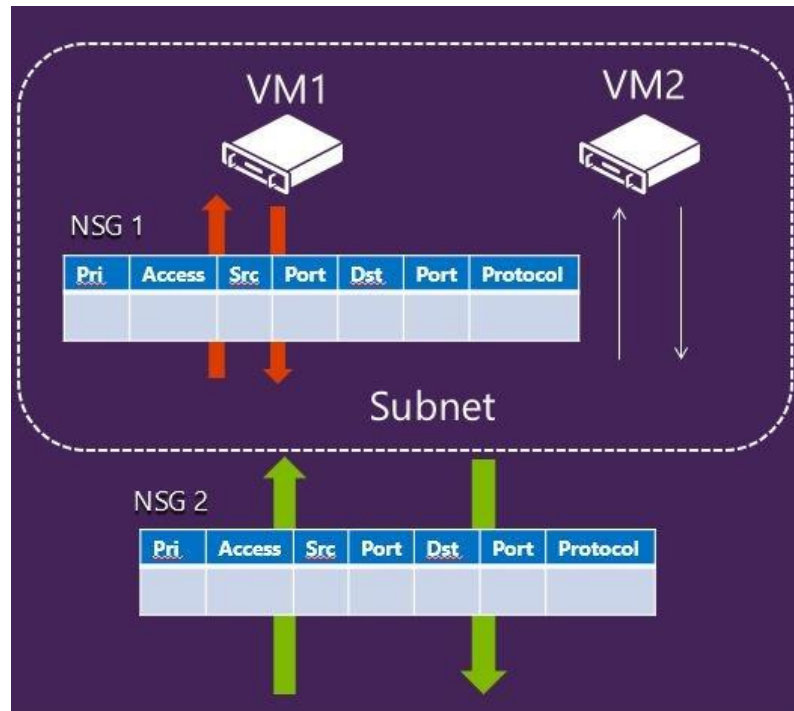 VM1 VM2
NSG 1
Pri Access Src Port Dst Port Protocol
Subnet
NSG 2
Pri Access Src Port Dst Port Protocol